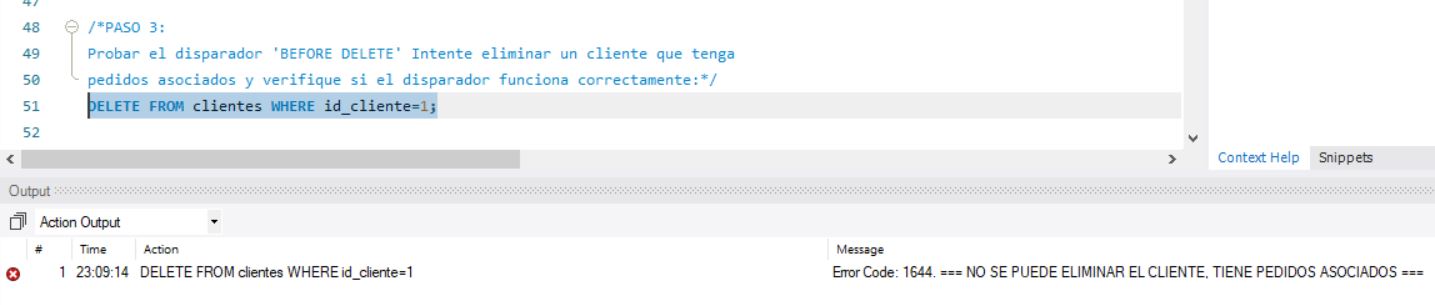 47
48 /*PASO 3:
49 Probar el disparador 'BEFORE DELETE' Intente eliminar un cliente que tenga
50 pedidos asociados y verifique si el disparador funciona correctamente:*/
51 DELETE FROM clientes WHERE id_cliente=1;
52
Context Help Snippets
Output
Action Output
# Time Action Message
1 23:09:14 DELETE FROM clientes WHERE id_cliente=1 Error Code: 1644. === NO SE PUEDE ELIMINAR EL CLIENTE, TIENE PEDIDOS ASOCIADOS ===